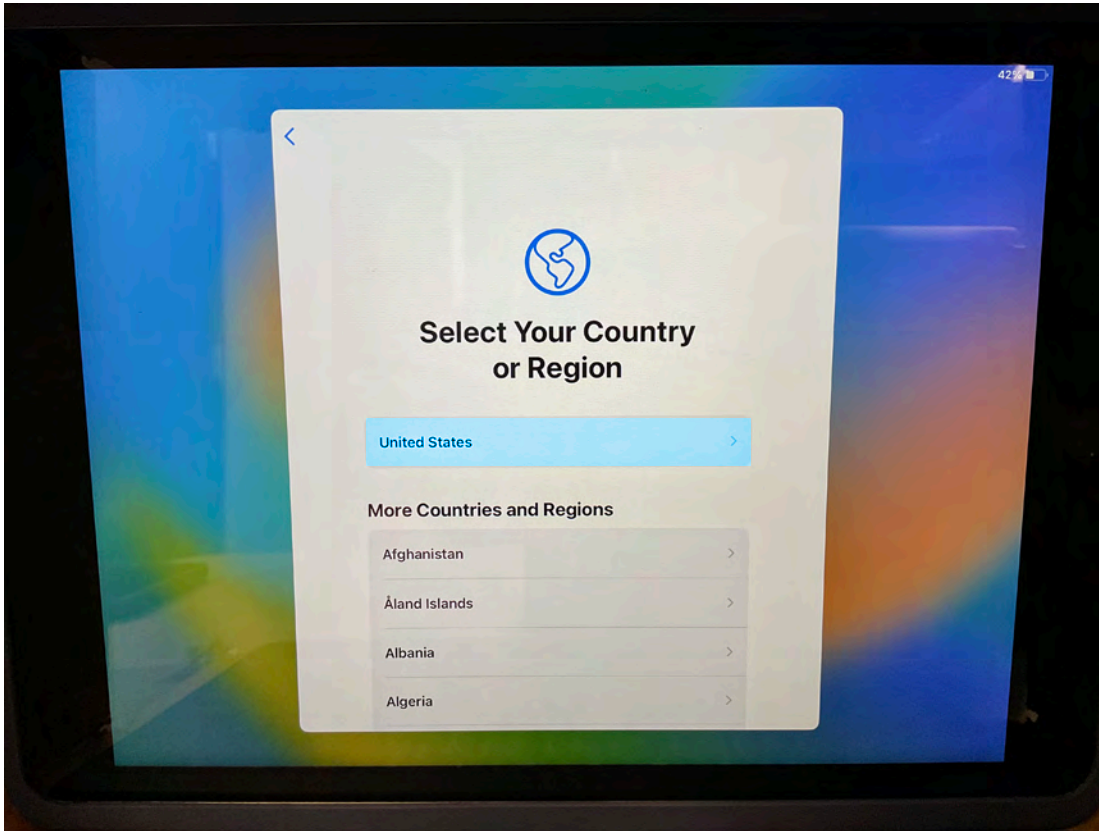 42%
Select Your Country
or Region
United States
More Countries and Regions
Afghanistan
Åland Islands
Albania
Algeria